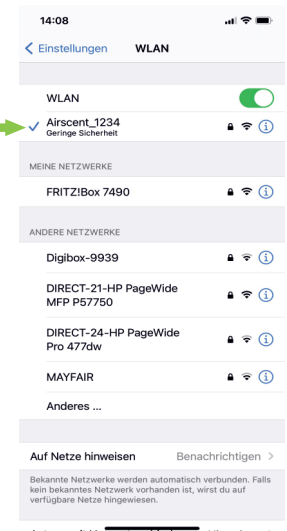 14:08
Einstellungen WLAN
WLAN
Airscent_1234
Geringe Sicherheit
MEINE NETZWERKE
FRITZ!Box 7490
ANDERE NETZWERKE
Digibox-9939
DIRECT-21-HP PageWide
MFP P57750
DIRECT-24-HP PageWide
Pro 477dw
MAYFAIR
Anderes ...
Auf Netze hinweisen Benachrichtigen
Bekannte Netzwerke werden automatisch verbunden. Falls
kein bekanntes Netzwerk vorhanden ist, wirst du auf
verfügbare Netze hingewiesen.